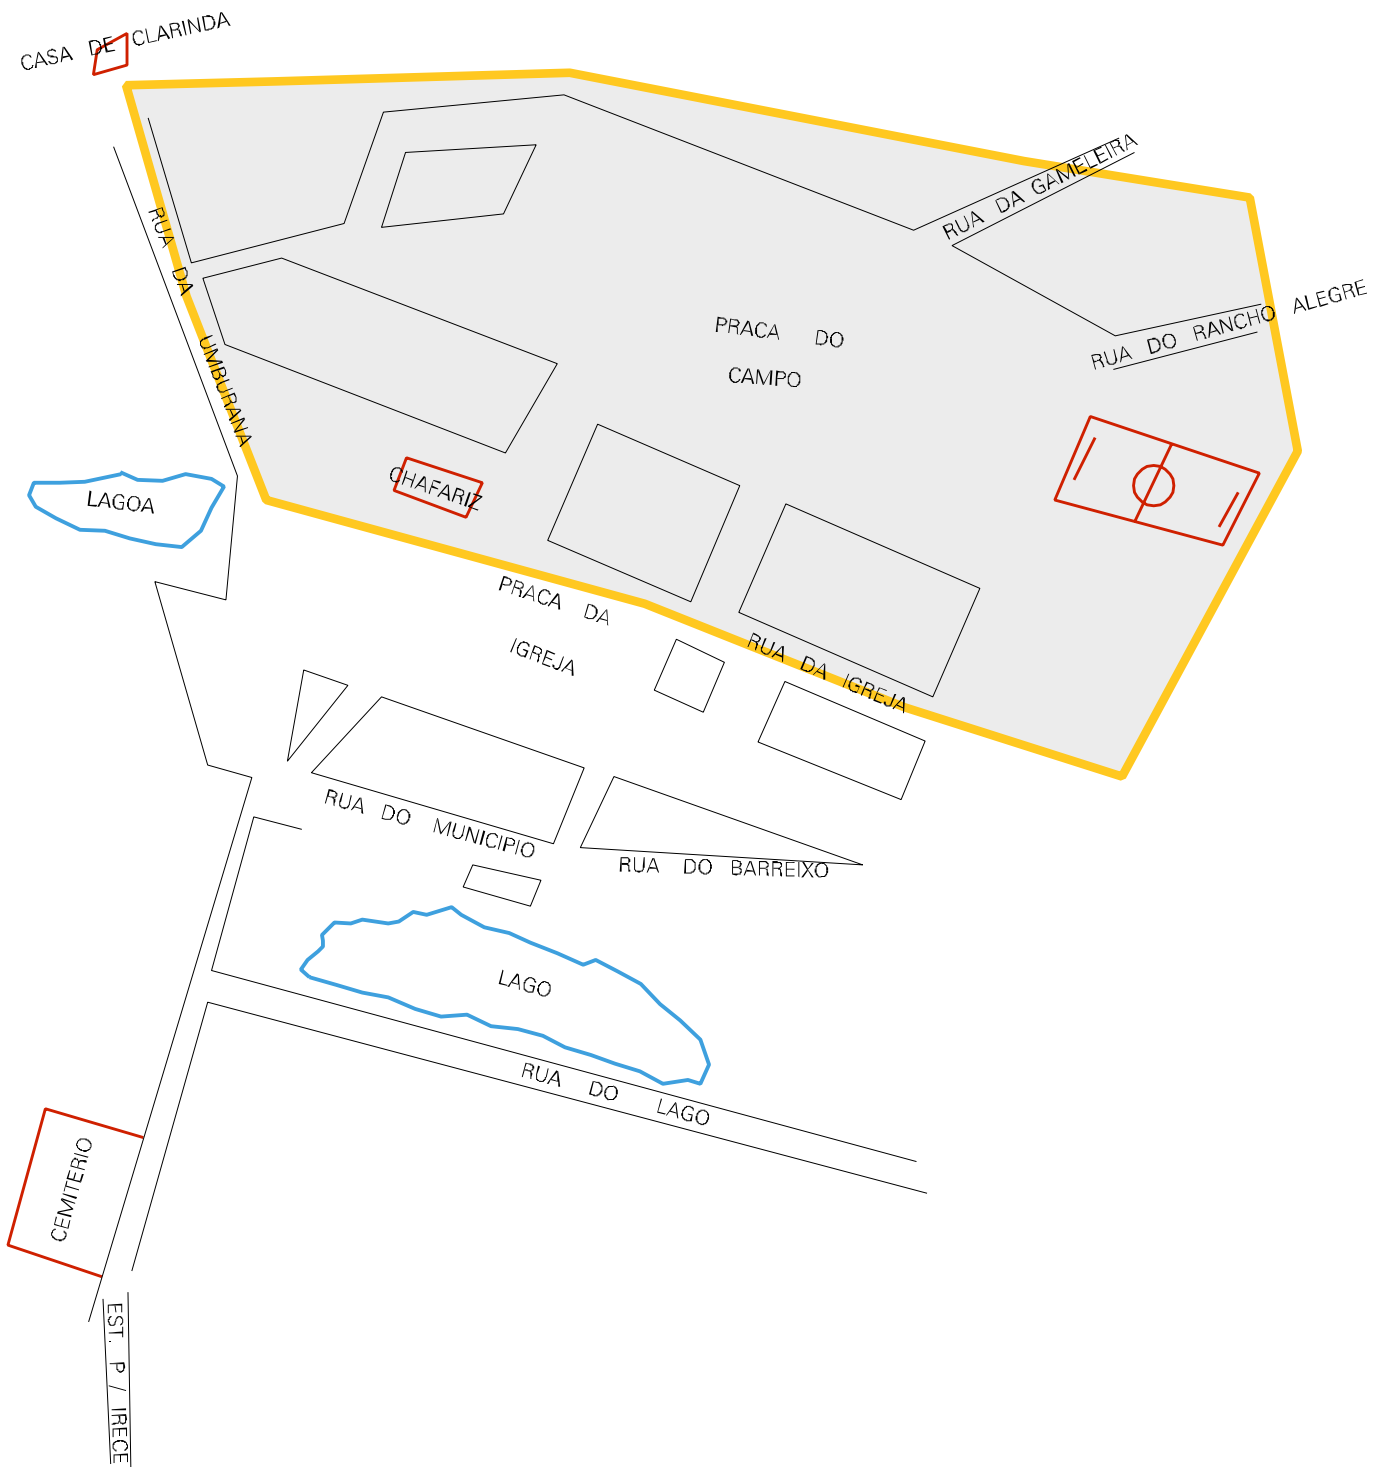 CASA DE CLARINDA
RUA DA GAMELEIRA
RUA DA UMBURANA
RUA DO RANCHO ALEGRE
PRACA DO
CAMPO
CHAFARIZ
LAGOA
PRACA DA
IGREJA
RUA DA IGREJA
RUA DO MUNICIPIO
RUA DO BARREIXO
LAGO
RUA DO LAGO
CEMITERIO
EST. P / IRECE